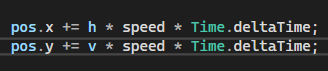 pos.x += h * speed * Time.deltaTime;
pos.y += v * speed * Time.deltaTime;